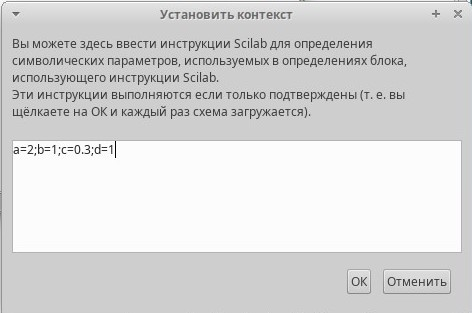 Установить контекст
Вы можете здесь ввести инструкции Scilab для определения
символических параметров, используемых в определениях блока,
использующего инструкции Scilab.
Эти инструкции выполняются если только подтверждены (т. е. вы
щёлкаете на ОК и каждый раз схема загружается).
a=2;b=1;c=0.3;d=1
ОК
Отменить